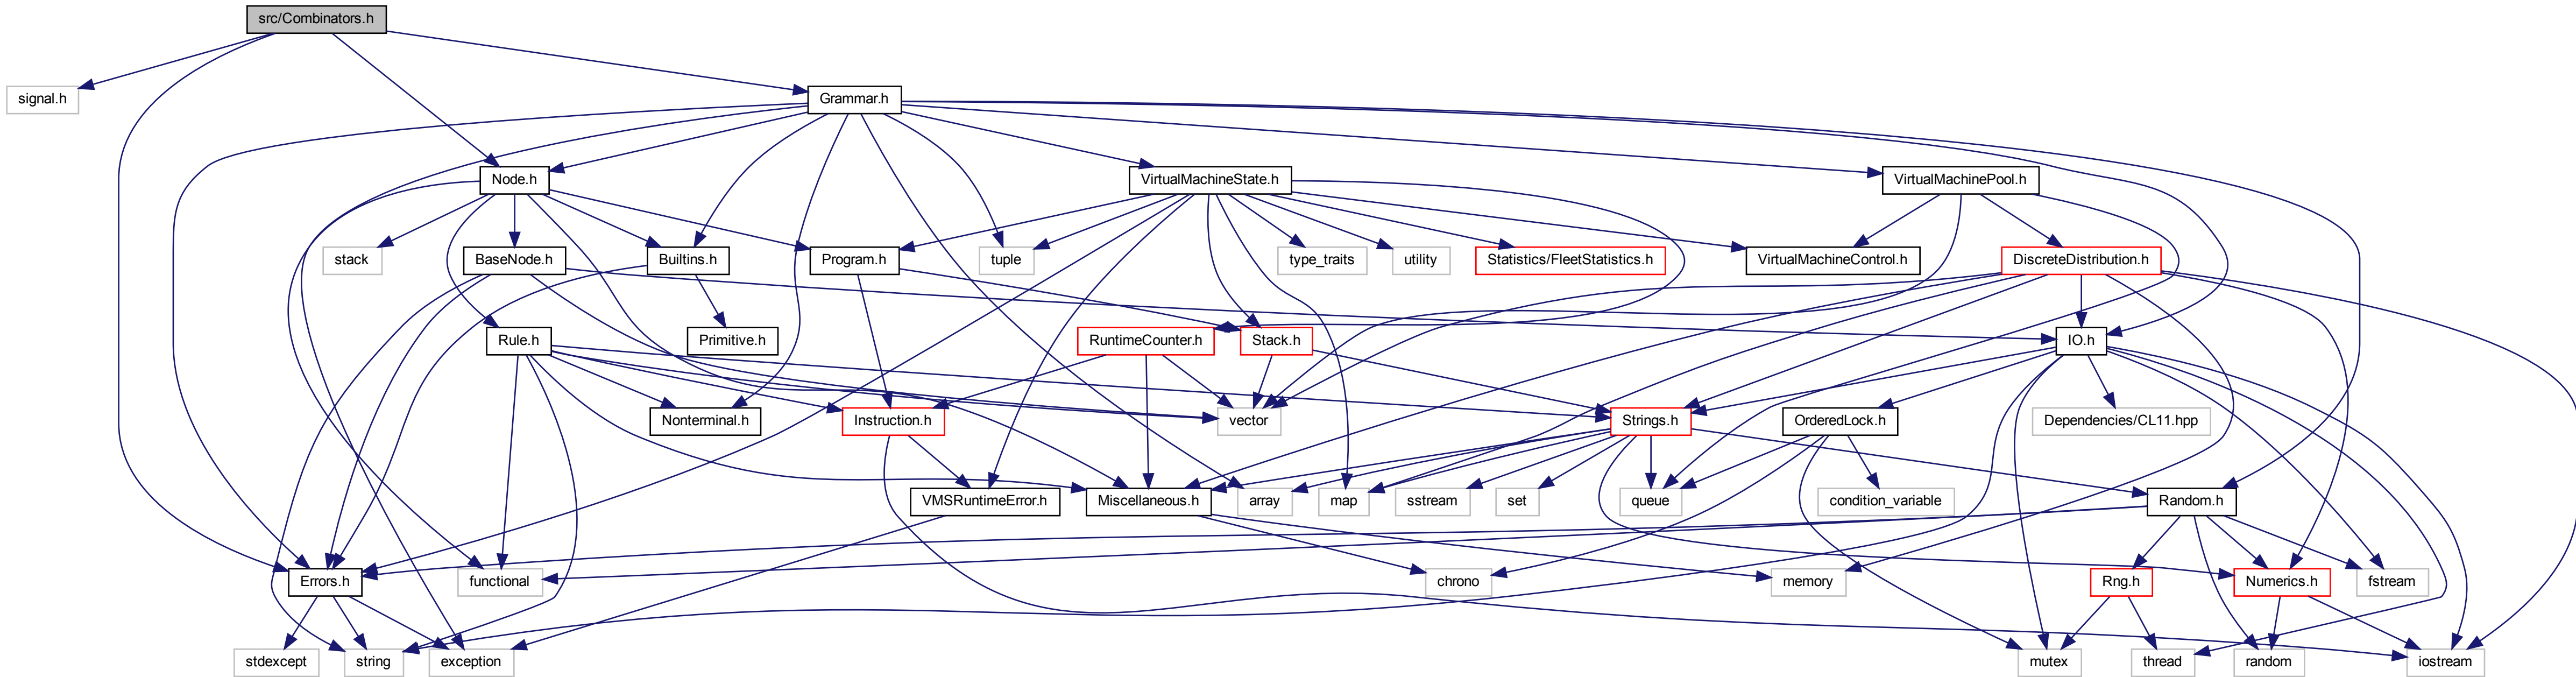 src/Combinators.h
signal.h
Grammar.h
Node.h
VirtualMachineState.h
VirtualMachinePool.h
stack
BaseNode.h
Builtins.h
Program.h
tuple
type_traits
utility
Statistics/FleetStatistics.h
VirtualMachineControl.h
DiscreteDistribution.h
Rule.h
Primitive.h
RuntimeCounter.h
Stack.h
IO.h
Nonterminal.h
Instruction.h
vector
Strings.h
OrderedLock.h
Dependencies/CL11.hpp
VMSRuntimeError.h
Miscellaneous.h
array
map
sstream
set
queue
condition_variable
Random.h
Errors.h
functional
chrono
memory
Rng.h
Numerics.h
fstream
stdexcept
string
exception
mutex
thread
random
iostream